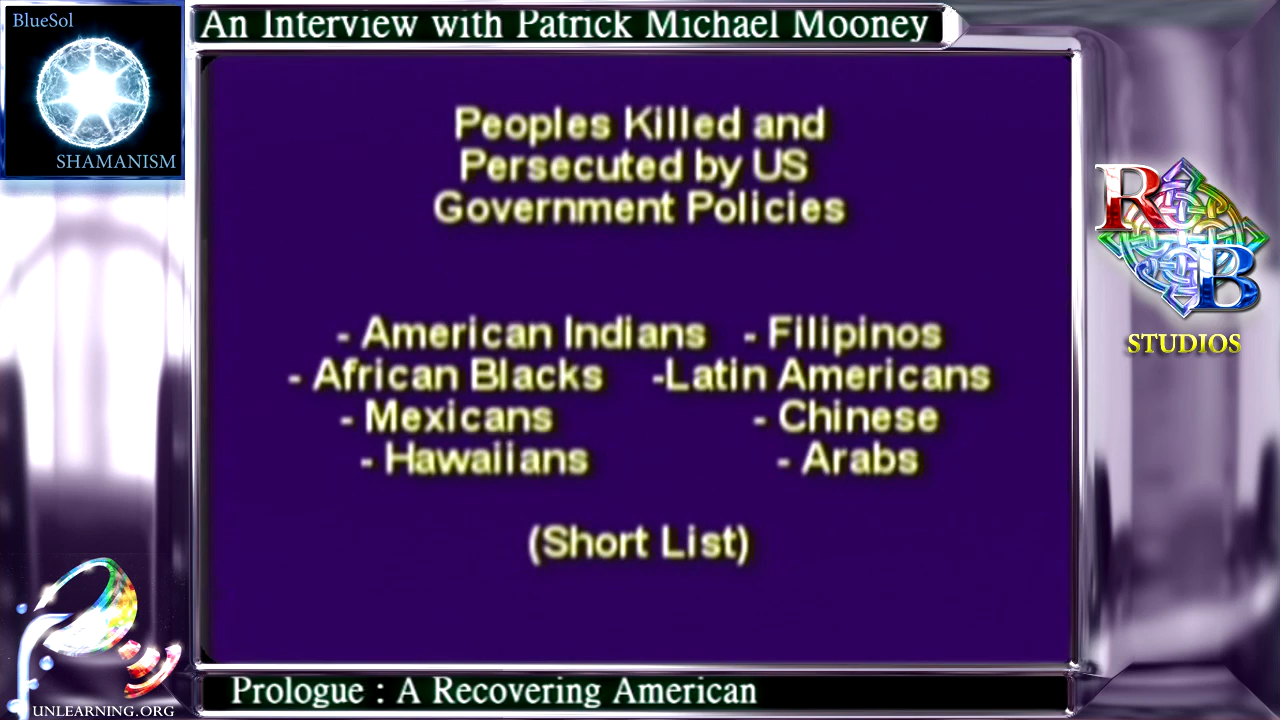 BlueSol
SHAMANISM
An Interview with Patrick Michael Mooney
Peoples Killed and
Persecuted by US
Government Policies
- American Indians - Filipinos
- African Blacks -Latin Americans
- Mexicans - Chinese
- Hawaiians - Arabs
(Short List)
R
B
STUDIOS
UNLEARNING.ORG
Prologue : A Recovering American